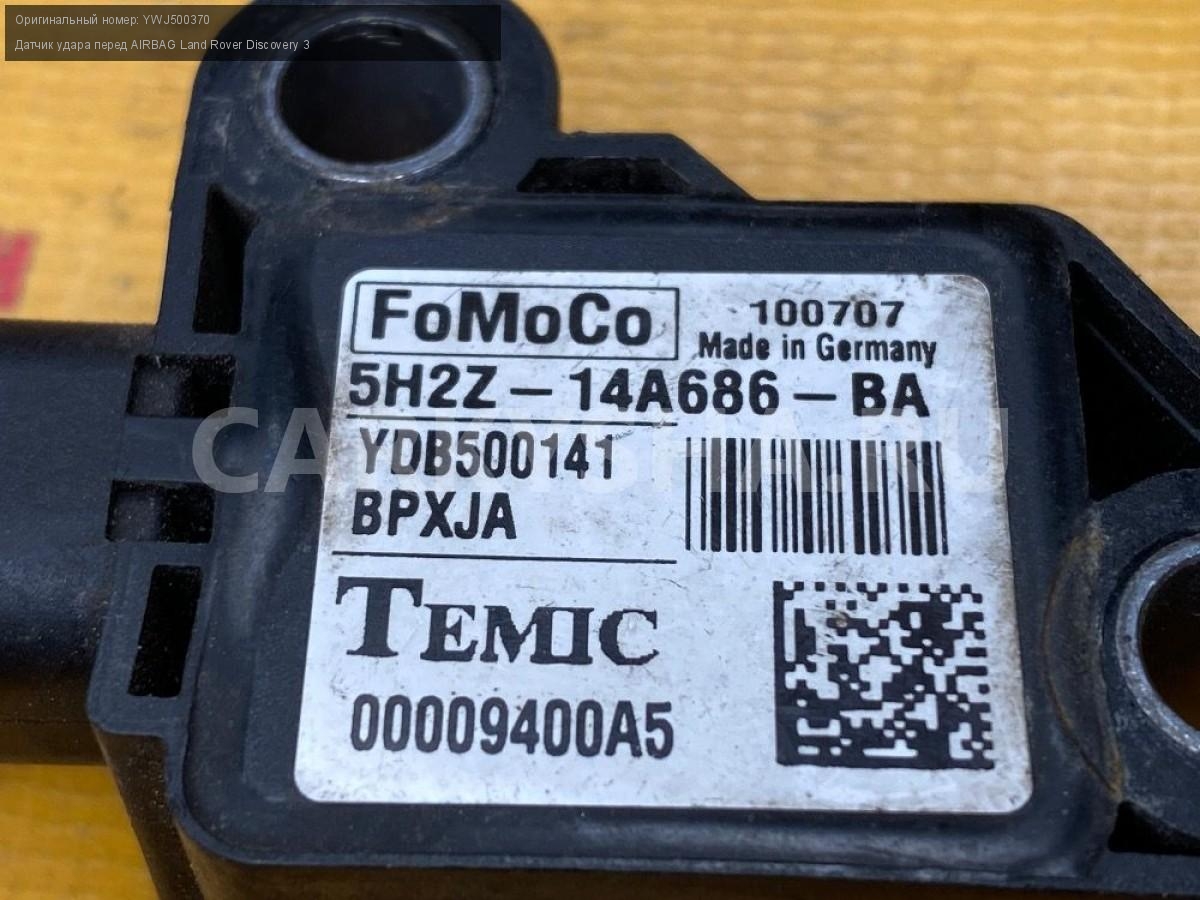 Оригинальный номер: YWJ500370
Датчик удара перед AIRBAG Land Rover Discovery 3
FoMoCo
100707
Made in Germany
5H2Z-14A686-BA
YDB500141
BPXJA
TEMIC
00009400A5